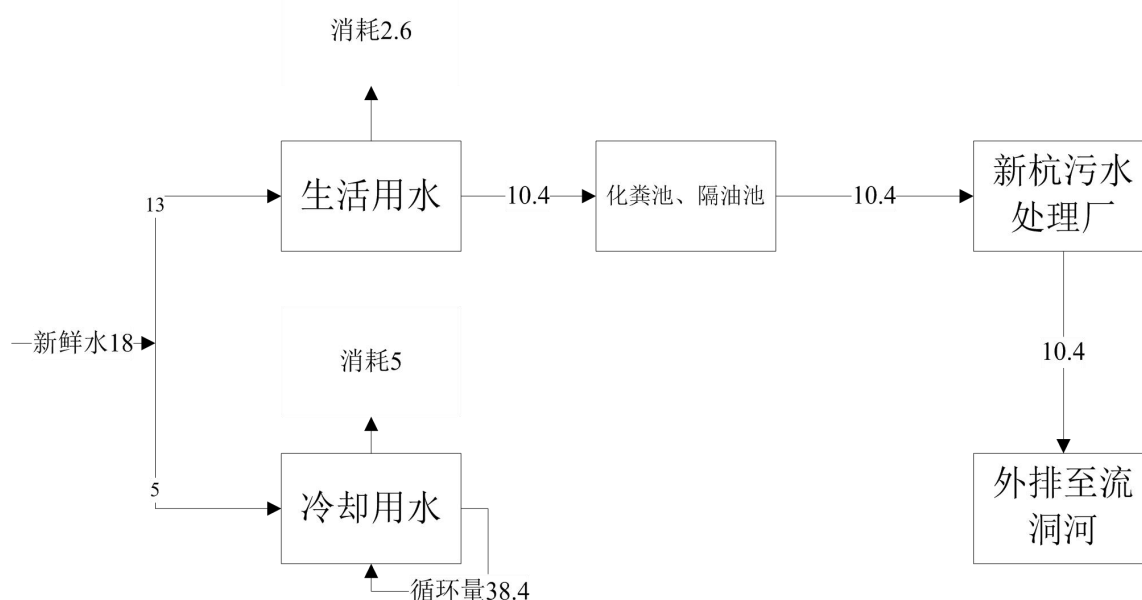 消耗2.6
生活用水
10.4
化粪池、隔油池
10.4
新杭污水
处理厂
13
新鲜水18
消耗5
10.4
5
冷却用水
循环量38.4
外排至流
洞河